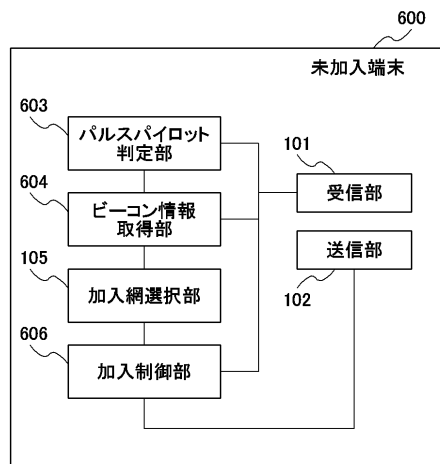 600
未加入端末
603
パルスパイロット
判定部
101
受信部
604
ビーコン情報
取得部
送信部
102
105
加入網選択部
606
加入制御部